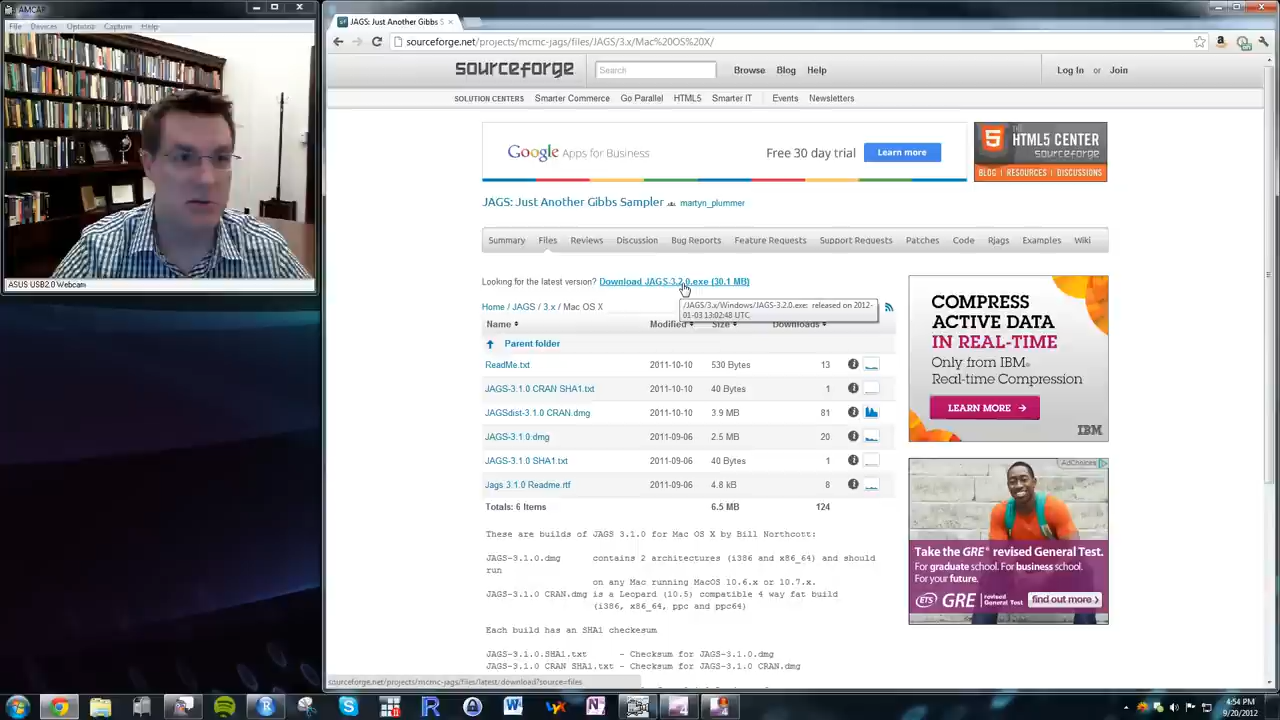 AMCAP
File Devices Options Capture Help
ASUS USB2.0 Webcam
JAGS: Just Another Gibbs S
sourceforge.net/projects/mcmc-jags/files/JAGS/3.x/Mac%20OS%20X/
sourceforge
Search
Browse Blog Help
Log In or Join
SOLUTION CENTERS Smarter Commerce Go Parallel HTML5 Smarter IT Events Newsletters
Google Apps for Business
Free 30 day trial
Learn more
5 THE HTML5 CENTER
sourceforge
BLOG | RESOURCES | DISCUSSIONS
JAGS: Just Another Gibbs Sampler martyn_plummer
Summary Files Reviews Discussion Bug Reports Feature Requests Support Requests Patches Code Rjags Examples Wiki
Looking for the latest version? Download JAGS-3.2.0.exe (30.1 MB)
/JAGS/3.x/Windows/JAGS-3.2.0.exe: released on 2012-
01-03 13:02:48 UTC
Home / JAGS / 3.x / Mac OS X
Name Modified Size Downloads
Parent folder
ReadMe.txt 2011-10-10 530 Bytes 13
JAGS-3.1.0 CRAN SHA1.txt 2011-10-10 40 Bytes 1
JAGSdist-3.1.0 CRAN.dmg 2011-10-10 3.9 MB 81
JAGS-3.1.0.dmg 2011-09-06 2.5 MB 20
JAGS-3.1.0 SHA1.txt 2011-09-06 40 Bytes 1
Jags 3.1.0 Readme.rtf 2011-09-06 4.8 kB 8
Totals: 6 Items 6.5 MB 124
These are builds of JAGS 3.1.0 for Mac OS X by Bill Northcott:
JAGS-3.1.0.dmg contains 2 architectures (i386 and x86_64) and should
run
on any Mac running MacOS 10.6.x or 10.7.x.
JAGS-3.1.0 CRAN.dmg is a Leopard (10.5) compatible 4 way fat build
(i386, x86_64, ppc and ppc64)
Each build has an SHA1 checkesum
JAGS-3.1.0.SHA1.txt - Checksum for JAGS-3.1.0.dmg
JAGS-3.1.0 CRAN SHA1.txt - Checksum for JAGS-3.1.0 CRAN.dmg
COMPRESS
ACTIVE DATA
IN REAL-TIME
Only from IBM®
Real-time Compression
LEARN MORE
IBM
AdChoices
Take the GRE® revised General Test.
For graduate school. For business school.
For your future.
ETS GRE revised General Test find out more
sourceforge.net/projects/mcmc-jags/files/latest/download?source=files
4:54 PM
9/20/2012